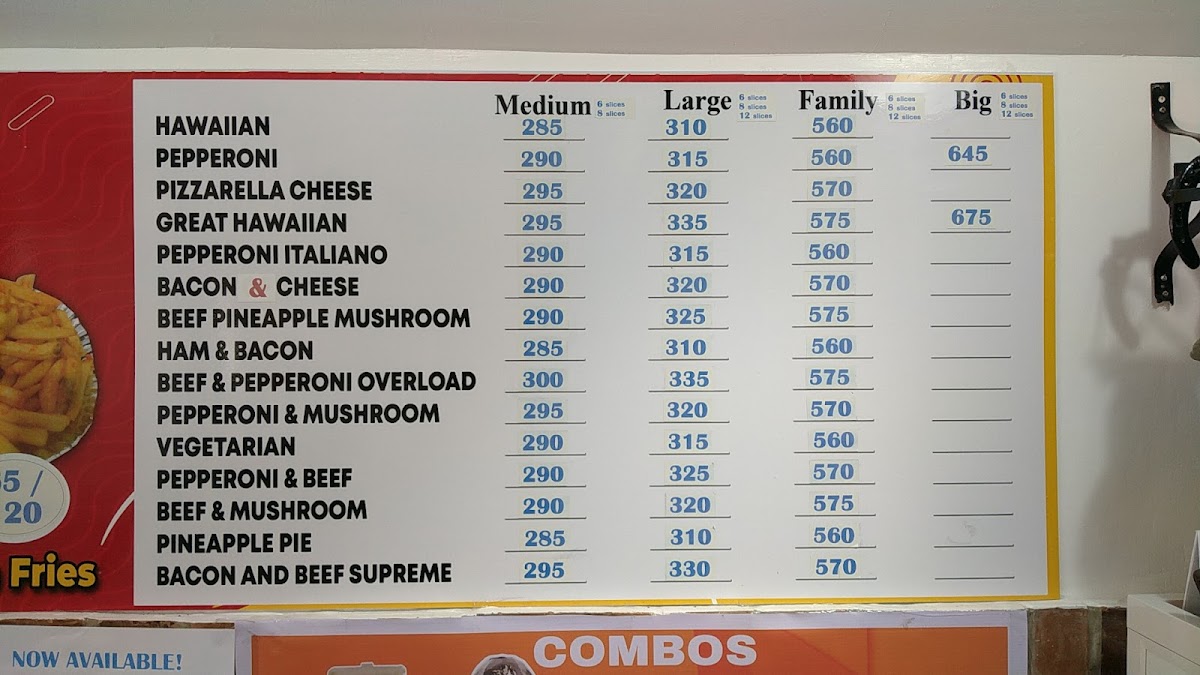 Medium 6 slices 8 slices Large 6 slices 8 slices 12 slices Family 6 slices 8 slices 12 slices Big 6 slices 8 slices 12 slices
HAWAIIAN 285 310 560
PEPPERONI 290 315 560 645
PIZZARELLA CHEESE 295 320 570
GREAT HAWAIIAN 295 335 575 675
PEPPERONI ITALIANO 290 315 560
BACON & CHEESE 290 320 570
BEEF PINEAPPLE MUSHROOM 290 325 575
HAM & BACON 285 310 560
BEEF & PEPPERONI OVERLOAD 300 335 575
PEPPERONI & MUSHROOM 295 320 570
VEGETARIAN 290 315 560
PEPPERONI & BEEF 290 325 570
BEEF & MUSHROOM 290 320 575
PINEAPPLE PIE 285 310 560
BACON AND BEEF SUPREME 295 330 570
5 /
20
Fries
NOW AVAILABLE!
COMBOS